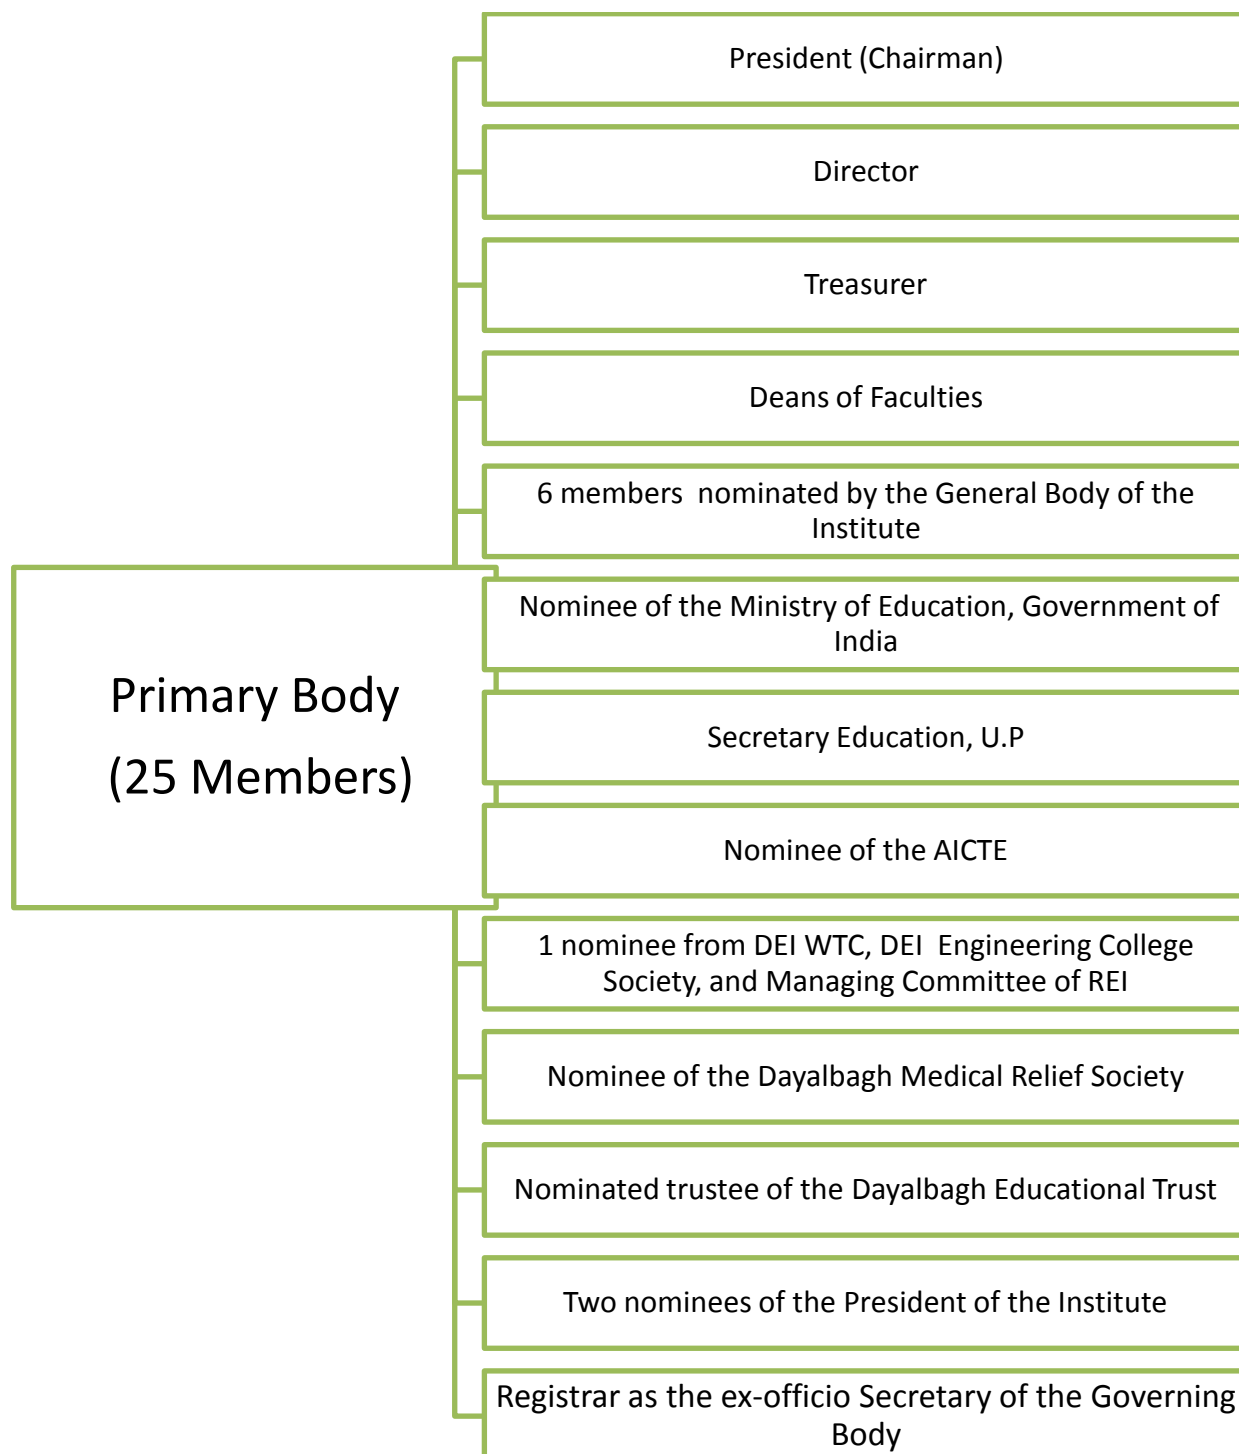 President (Chairman)
Director
Treasurer
Deans of Faculties
6 members nominated by the General Body of the
Institute
Nominee of the Ministry of Education, Government of
India
Primary Body
(25 Members)
Secretary Education, U.P
Nominee of the AICTE
1 nominee from DEI WTC, DEI Engineering College
Society, and Managing Committee of REI
Nominee of the Dayalbagh Medical Relief Society
Nominated trustee of the Dayalbagh Educational Trust
Two nominees of the President of the Institute
Registrar as the ex-officio Secretary of the Governing
Body